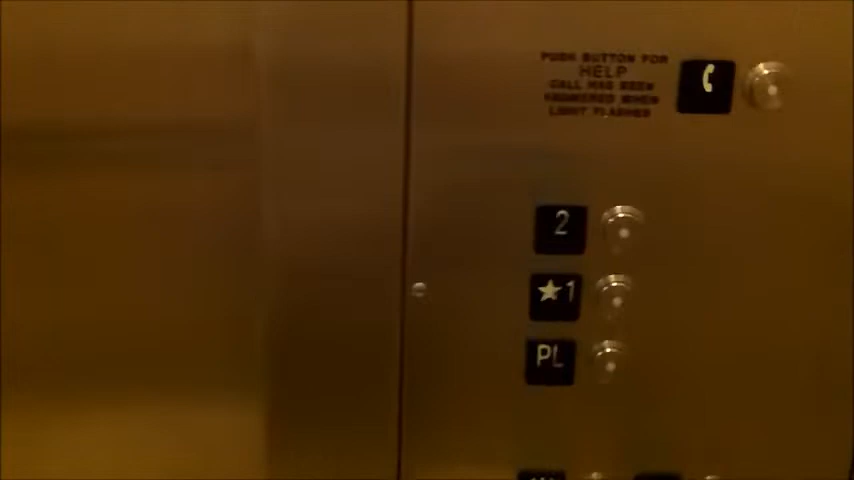 PUSH BUTTON FOR
HELP
CALL HAS BEEN
ANSWERED WHEN
LIGHT FLASHES
2
★1
PL